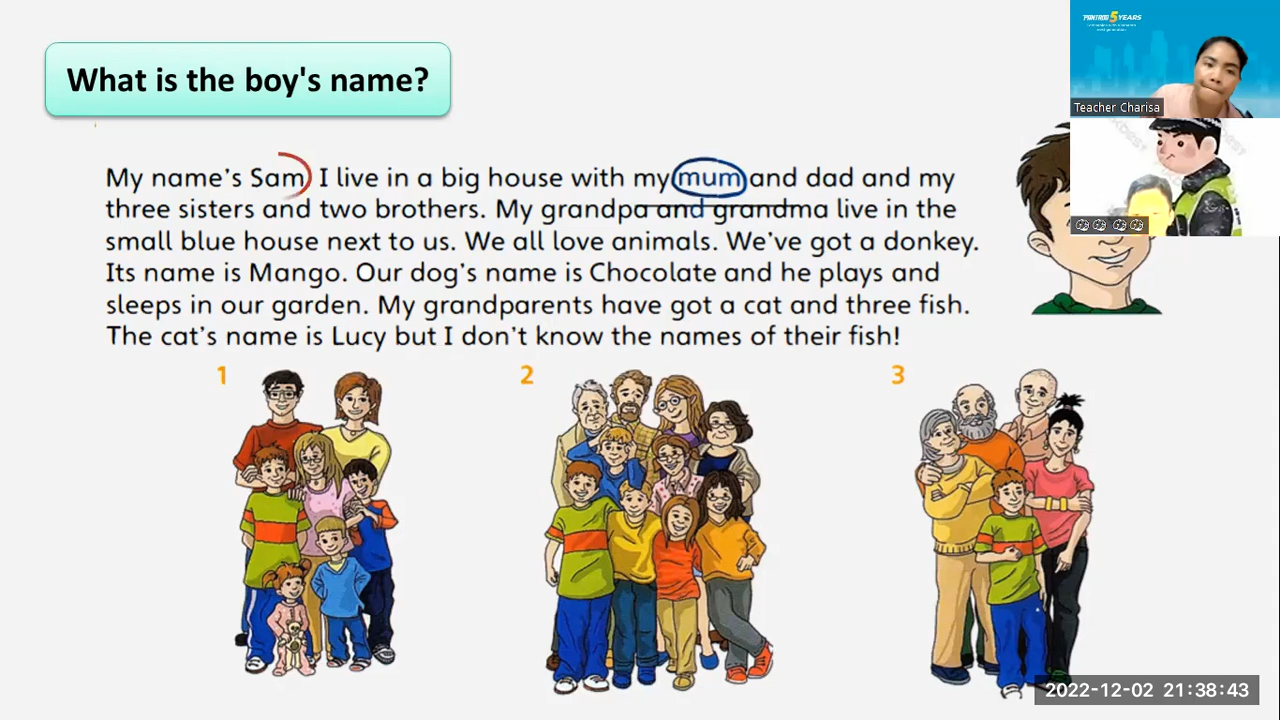 What is the boy's name?
My name's Sam. I live in a big house with my mum and dad and my
three sisters and two brothers. My grandpa and grandma live in the
small blue house next to us. We all love animals. We've got a donkey.
Its name is Mango. Our dog's name is Chocolate and he plays and
sleeps in our garden. My grandparents have got a cat and three fish.
The cat's name is Lucy but I don't know the names of their fish!
1
2
3
5 YEARS
Teacher Charisa
2022-12-02 21:38:43